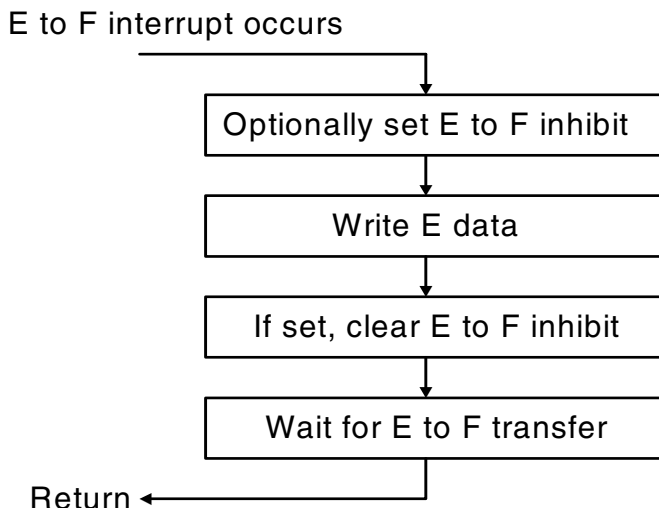 E to F interrupt occurs
Optionally set E to F inhibit
Write E data
If set, clear E to F inhibit
Wait for E to F transfer
Return